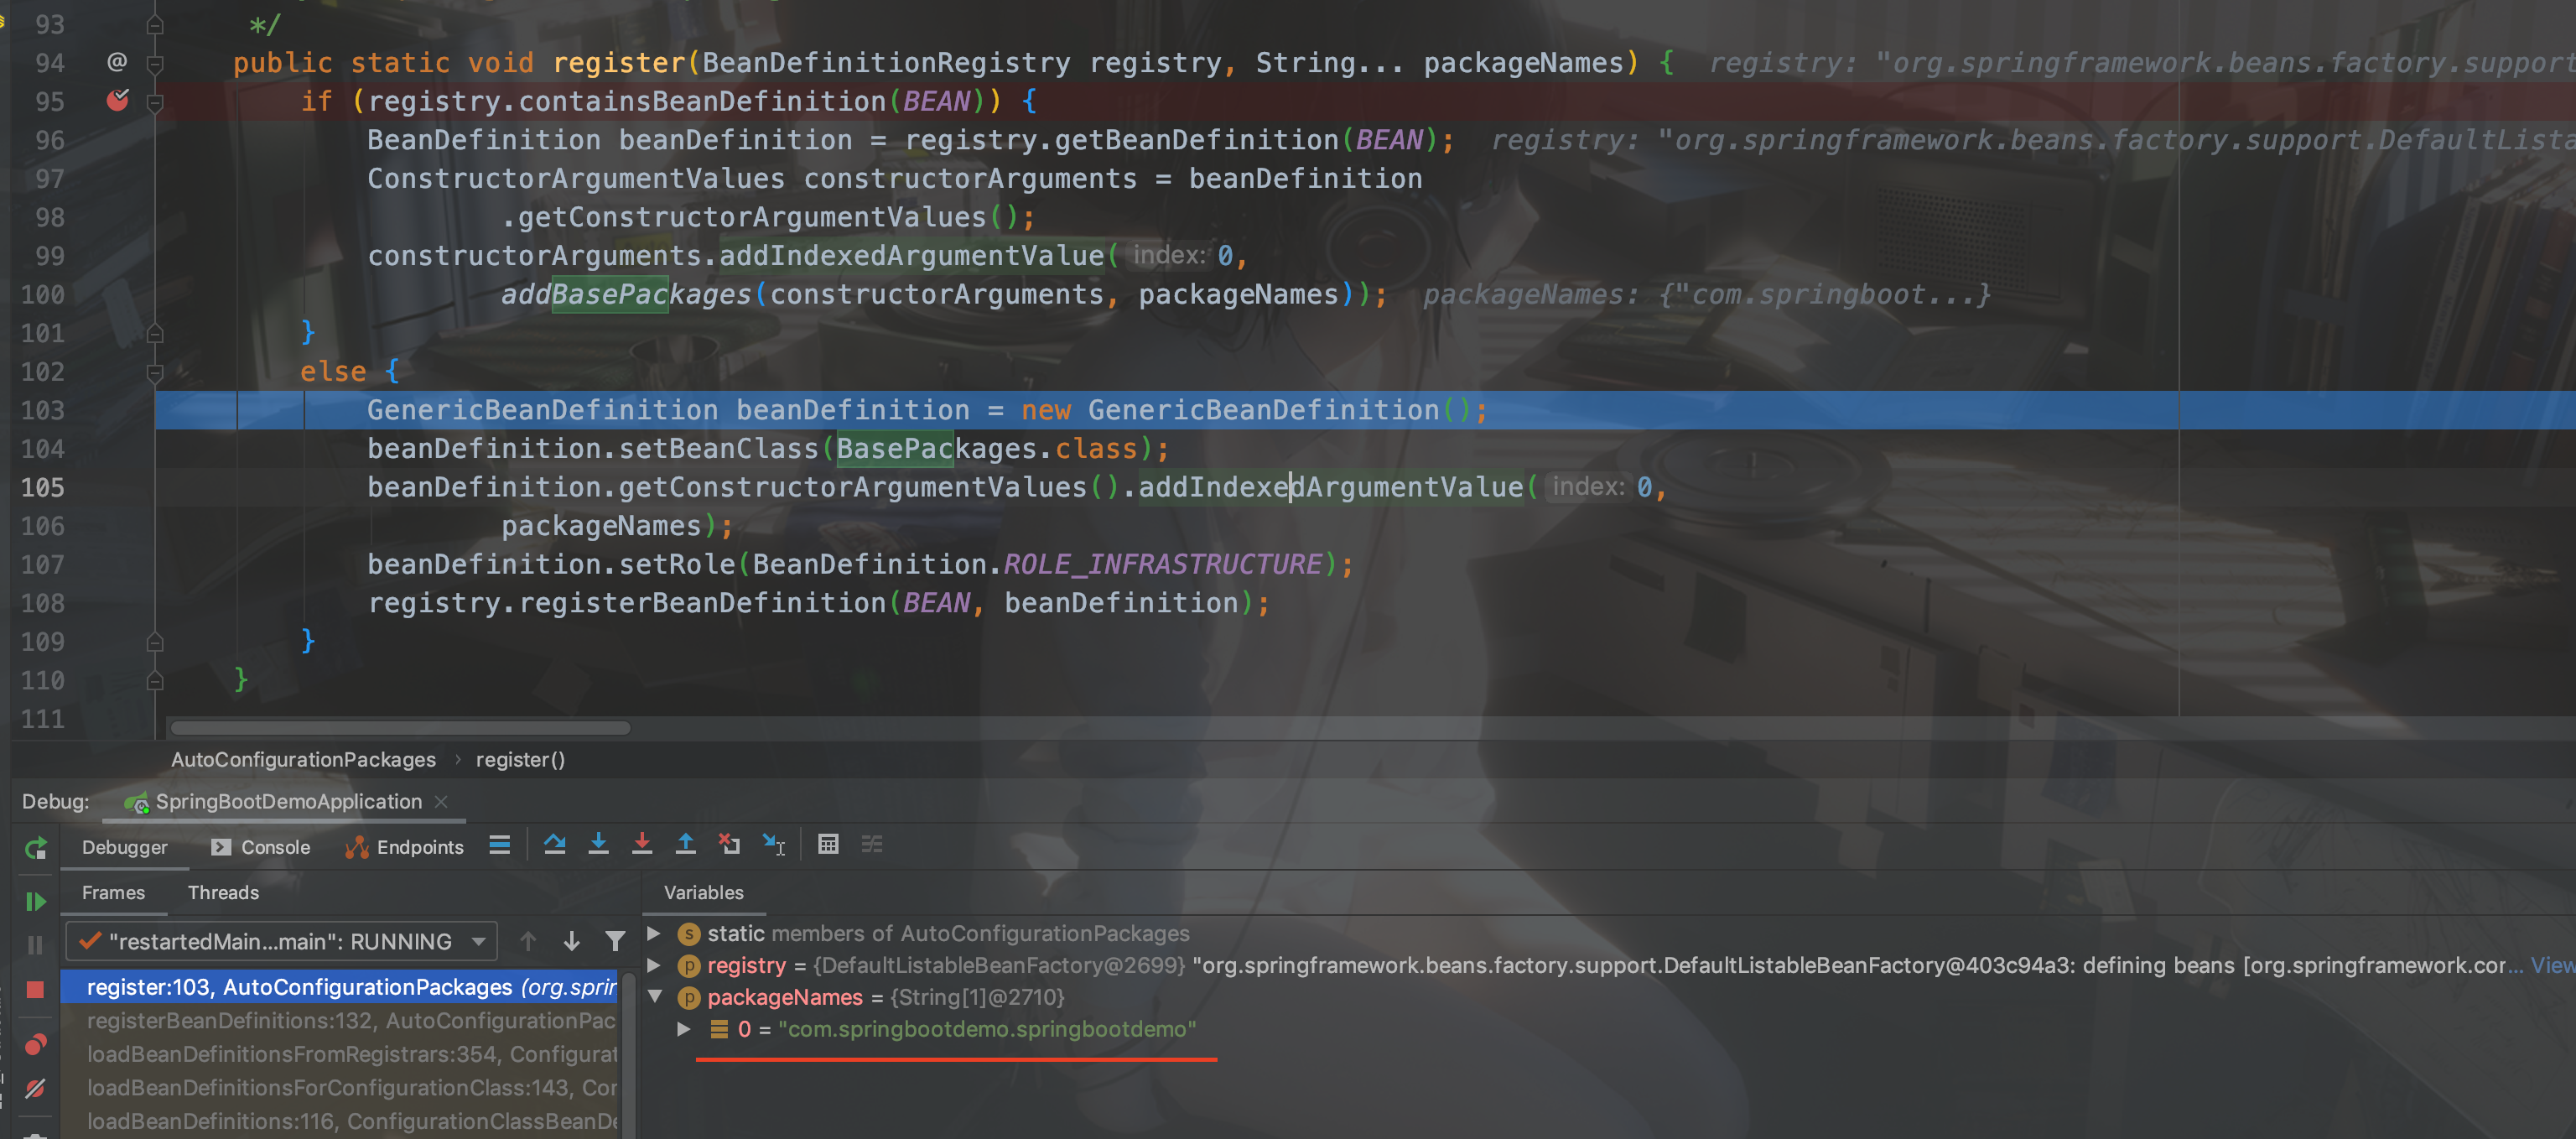 93 */
94 @ public static void register(BeanDefinitionRegistry registry, String... packageNames) { registry: "org.springframework.beans.factory.support
95 if (registry.containsBeanDefinition(BEAN)) {
96 BeanDefinition beanDefinition = registry.getBeanDefinition(BEAN); registry: "org.springframework.beans.factory.support.DefaultLista
97 ConstructorArgumentValues constructorArguments = beanDefinition
98 .getConstructorArgumentValues();
99 constructorArguments.addIndexedArgumentValue( index: 0,
100 addBasePackages(constructorArguments, packageNames)); packageNames: {"com.springboot...}
101 }
102 else {
103 GenericBeanDefinition beanDefinition = new GenericBeanDefinition();
104 beanDefinition.setBeanClass(BasePackages.class);
105 beanDefinition.getConstructorArgumentValues().addIndexedArgumentValue( index: 0,
106 packageNames);
107 beanDefinition.setRole(BeanDefinition.ROLE_INFRASTRUCTURE);
108 registry.registerBeanDefinition(BEAN, beanDefinition);
109 }
110 }
111
AutoConfigurationPackages › register()
Debug: SpringBootDemoApplication
Debugger Console Endpoints
Frames Threads
Variables
"restartedMain...main": RUNNING
register:103, AutoConfigurationPackages (org.sprin
registerBeanDefinitions:132, AutoConfigurationPac
loadBeanDefinitionsFromRegistrars:354, Configurat
loadBeanDefinitionsForConfigurationClass:143, Cor
loadBeanDefinitions:116, ConfigurationClassBeanDe
static members of AutoConfigurationPackages
registry = {DefaultListableBeanFactory@2699} "org.springframework.beans.factory.support.DefaultListableBeanFactory@403c94a3: defining beans [org.springframework.cor... View
packageNames = {String[1]@2710}
0 = "com.springbootdemo.springbootdemo"